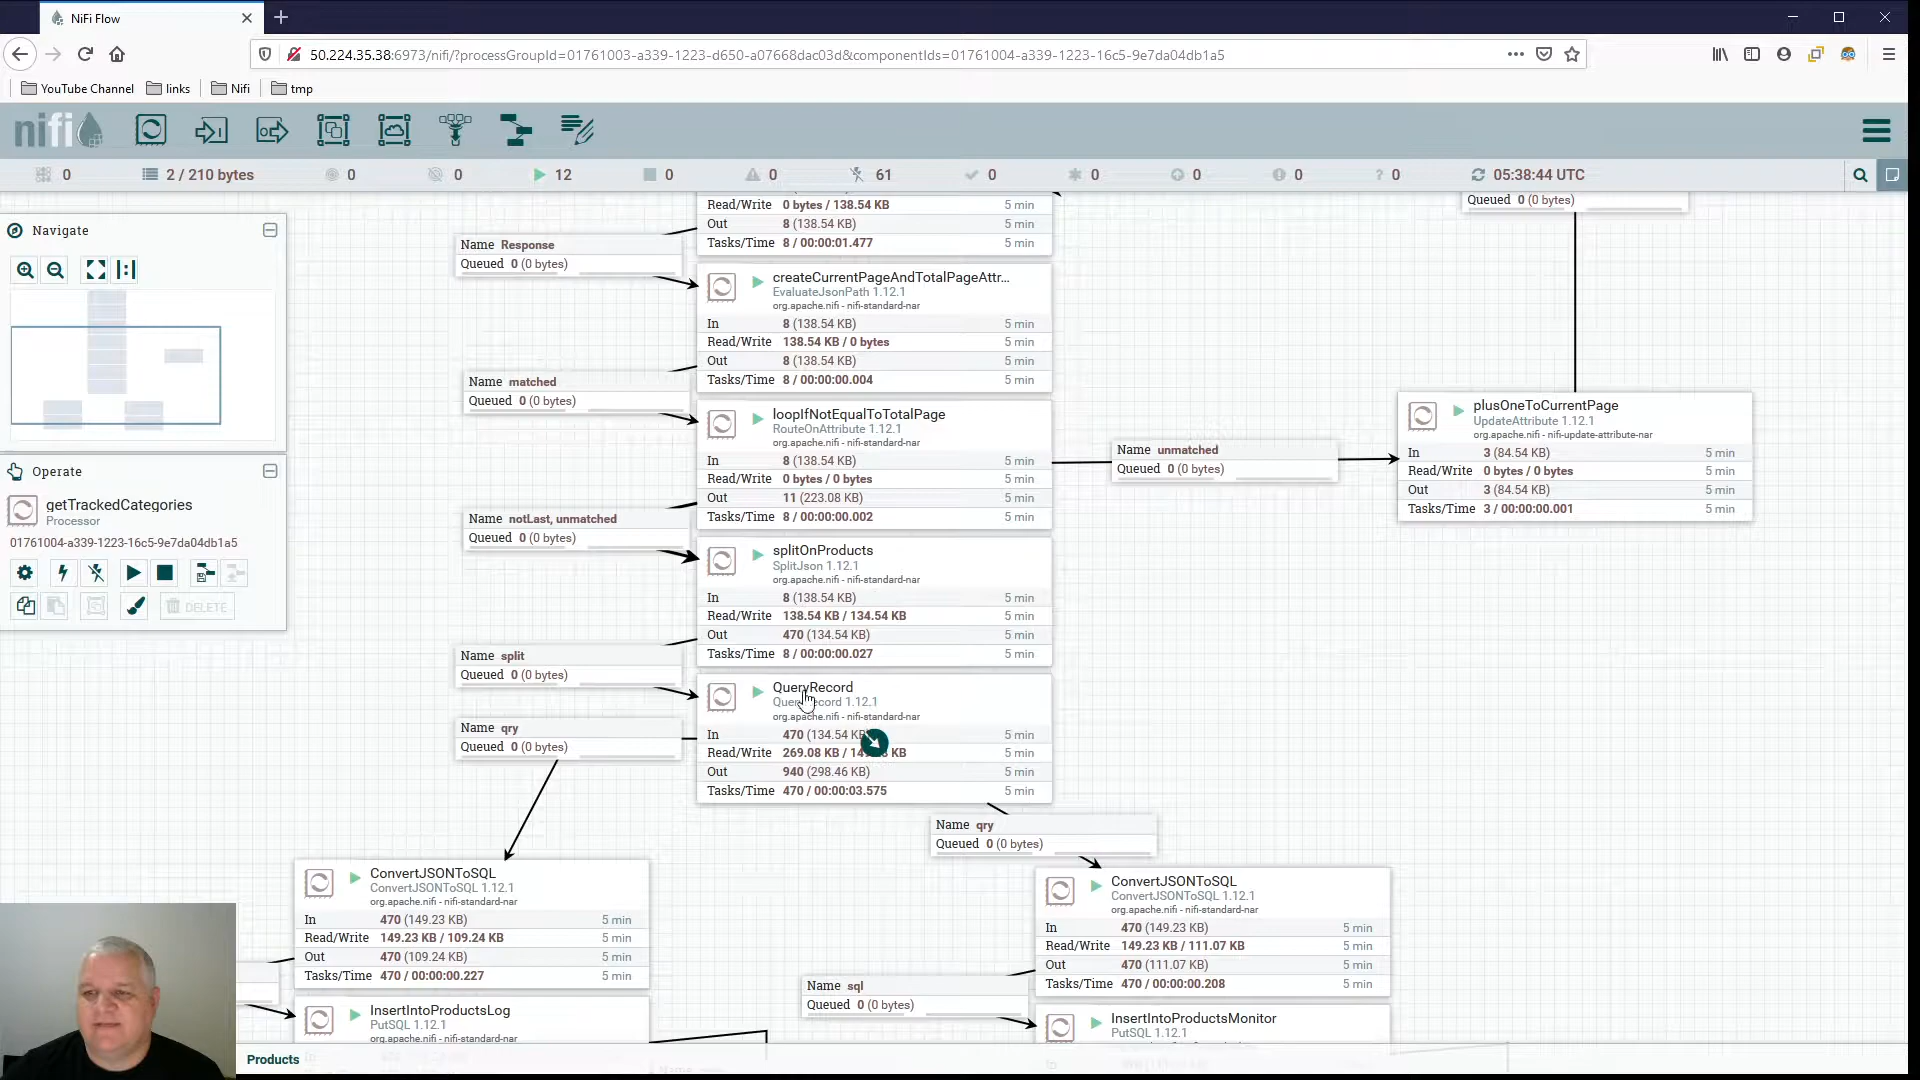 NiFi Flow
50.224.35.38:6973/nifi/?processGroupId=01761003-a339-1223-d650-a07668dac03d&componentIds=01761004-a339-1223-16c5-9e7da04db1a5
YouTube Channel links Nifi tmp
nifi
0 2 / 210 bytes 0 0 12 0 0 61 0 0 0 0 ? 0 05:38:44 UTC
Navigate
Operate
getTrackedCategories
Processor
01761004-a339-1223-16c5-9e7da04db1a5
DELETE
Read/Write 0 bytes / 138.54 KB 5 min
Out 8 (138.54 KB) 5 min
Tasks/Time 8 / 00:00:01.477 5 min
Queued 0 (0 bytes)
Name Response
Queued 0 (0 bytes)
createCurrentPageAndTotalPageAttr...
EvaluateJsonPath 1.12.1
org.apache.nifi - nifi-standard-nar
In 8 (138.54 KB) 5 min
Read/Write 138.54 KB / 0 bytes 5 min
Out 8 (138.54 KB) 5 min
Tasks/Time 8 / 00:00:00.004 5 min
Name matched
Queued 0 (0 bytes)
loopIfNotEqualToTotalPage
RouteOnAttribute 1.12.1
org.apache.nifi - nifi-standard-nar
In 8 (138.54 KB) 5 min
Read/Write 0 bytes / 0 bytes 5 min
Out 11 (223.08 KB) 5 min
Tasks/Time 8 / 00:00:00.002 5 min
Name unmatched
Queued 0 (0 bytes)
plusOneToCurrentPage
UpdateAttribute 1.12.1
org.apache.nifi - nifi-update-attribute-nar
In 3 (84.54 KB) 5 min
Read/Write 0 bytes / 0 bytes 5 min
Out 3 (84.54 KB) 5 min
Tasks/Time 3 / 00:00:00.001 5 min
Name notLast, unmatched
Queued 0 (0 bytes)
splitOnProducts
SplitJson 1.12.1
org.apache.nifi - nifi-standard-nar
In 8 (138.54 KB) 5 min
Read/Write 138.54 KB / 134.54 KB 5 min
Out 470 (134.54 KB) 5 min
Tasks/Time 8 / 00:00:00.027 5 min
Name split
Queued 0 (0 bytes)
QueryRecord
1.12.1
org.apache.nifi - nifi-standard-nar
In 470 (134.54 5 min
Read/Write 269.08 KB / KB 5 min
Out 940 (298.46 KB) 5 min
Tasks/Time 470 / 00:00:03.575 5 min
Name qry
Queued 0 (0 bytes)
Name qry
Queued 0 (0 bytes)
ConvertJSONToSQL
ConvertJSONToSQL 1.12.1
org.apache.nifi - nifi-standard-nar
In 470 (149.23 KB) 5 min
Read/Write 149.23 KB / 109.24 KB 5 min
Out 470 (109.24 KB) 5 min
Tasks/Time 470 / 00:00:00.227 5 min
InsertIntoProductsLog
PutSQL 1.12.1
org.apache.nifi - nifi-standard-nar
ConvertJSONToSQL
ConvertJSONToSQL 1.12.1
org.apache.nifi - nifi-standard-nar
In 470 (149.23 KB) 5 min
Read/Write 149.23 KB / 111.07 KB 5 min
Out 470 (111.07 KB) 5 min
Tasks/Time 470 / 00:00:00.208 5 min
Name sql
Queued 0 (0 bytes)
InsertIntoProductsMonitor
PutSQL 1.12.1
Products